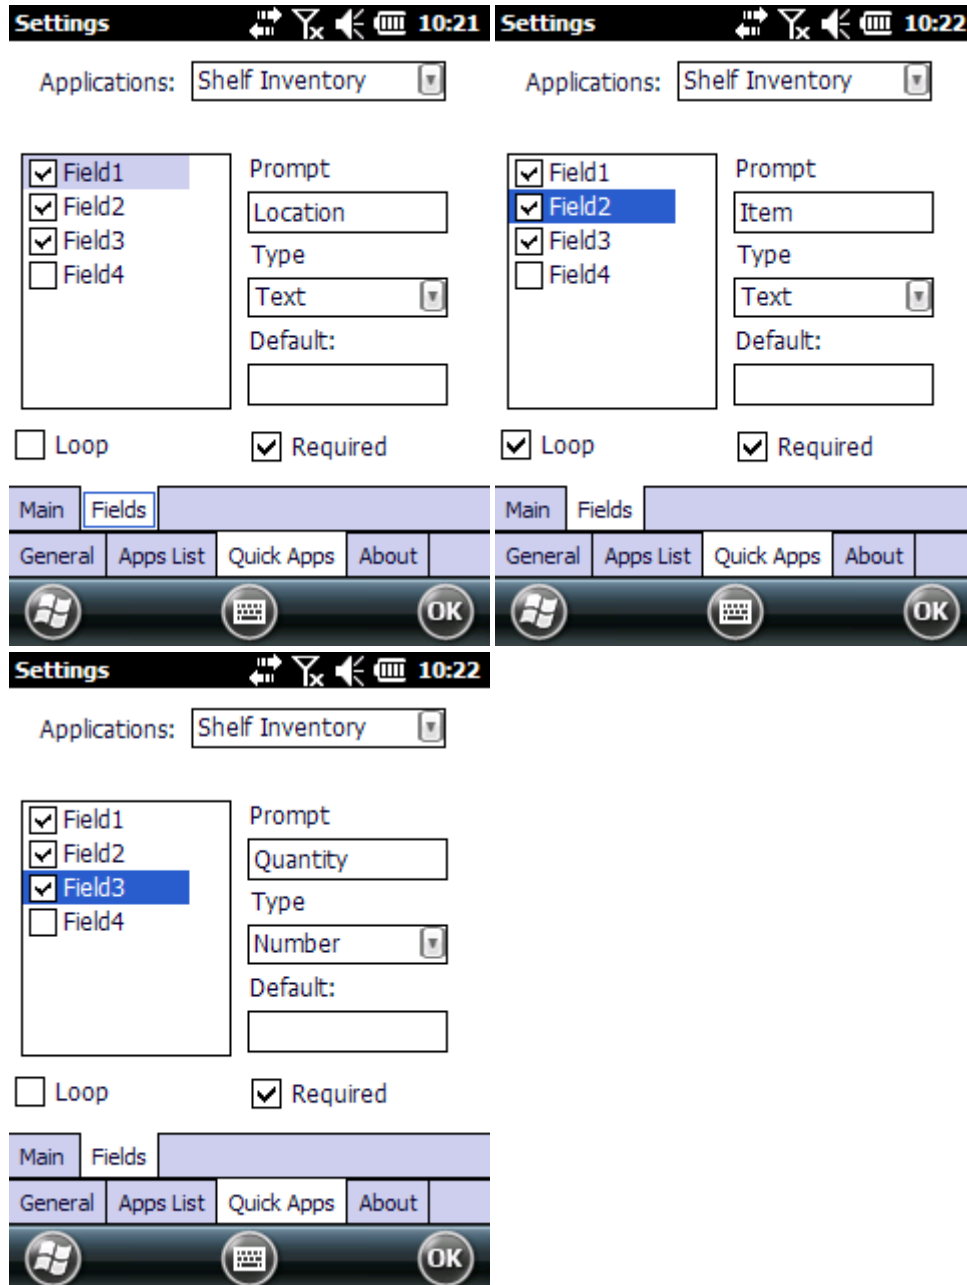 Settings 10:21
Applications: Shelf Inventory
Field1
Field2
Field3
Field4
Prompt
Location
Type
Text
Default:
Loop
Required
Main Fields
General Apps List Quick Apps About
OK
Settings 10:22
Applications: Shelf Inventory
Field1
Field2
Field3
Field4
Prompt
Item
Type
Text
Default:
Loop
Required
Main Fields
General Apps List Quick Apps About
OK
Settings 10:22
Applications: Shelf Inventory
Field1
Field2
Field3
Field4
Prompt
Quantity
Type
Number
Default:
Loop
Required
Main Fields
General Apps List Quick Apps About
OK